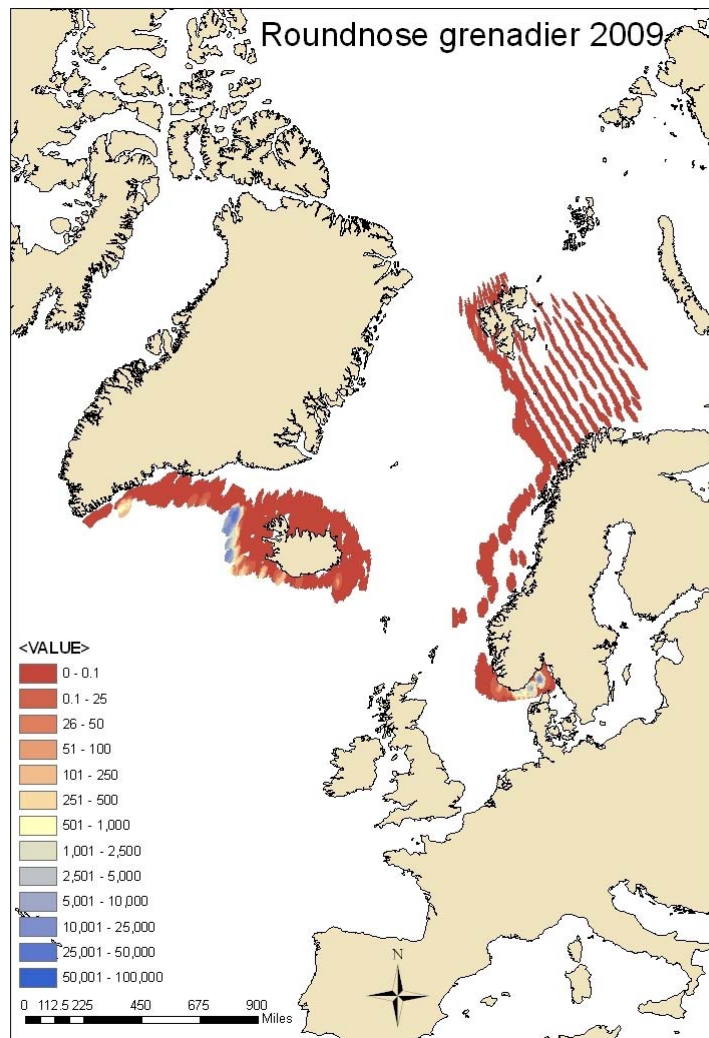 Roundnose grenadier 2009
<VALUE>
0 - 0.1
0.1 - 25
26 - 50
51 - 100
101 - 250
251 - 500
501 - 1,000
1,001 - 2,500
2,501 - 5,000
5,001 - 10,000
10,001 - 25,000
25,001 - 50,000
50,001 - 100,000
N
0 112.5 225 450 675 900
Miles